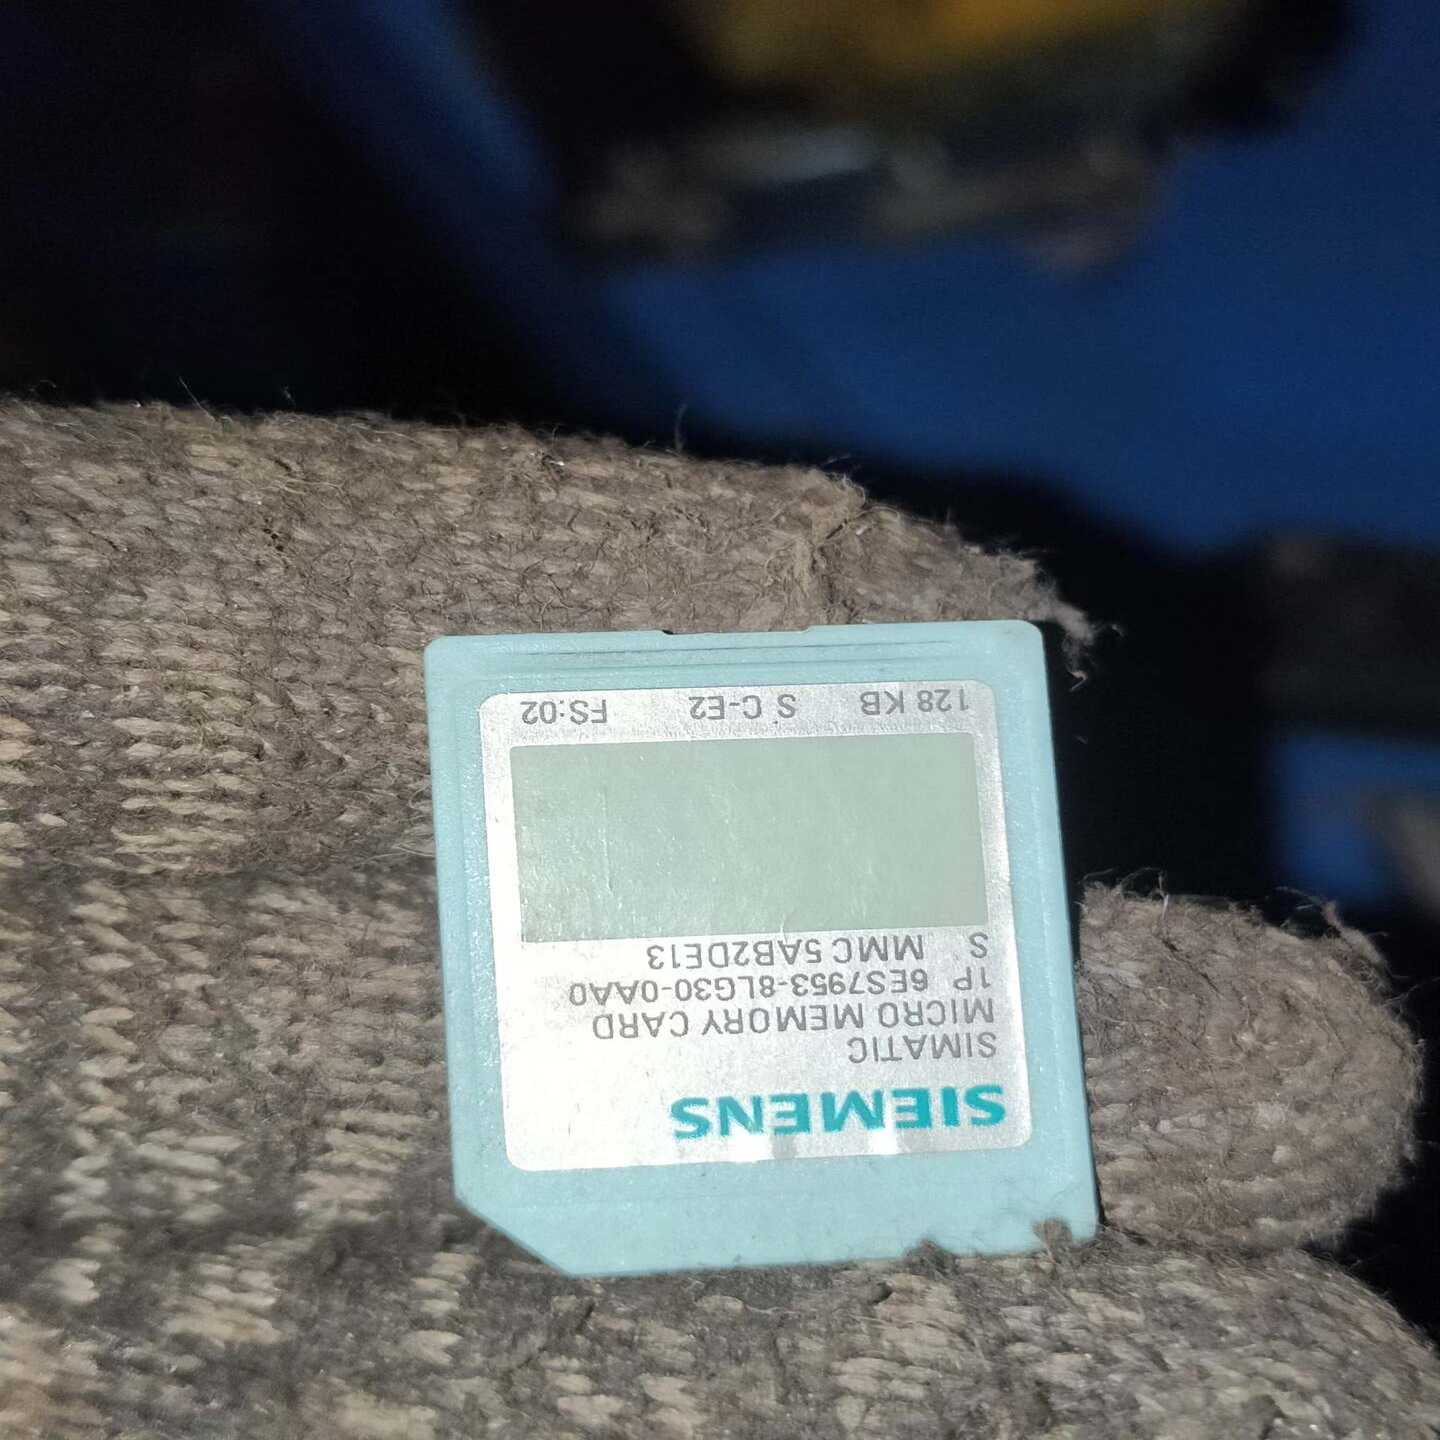 SIEMENS
SIMATIC
MICRO MEMORY CARD
1P 6ES7953-8LG30-0AA0
S MMC 5AB2DE13
128 KB S C-E2 FS:02